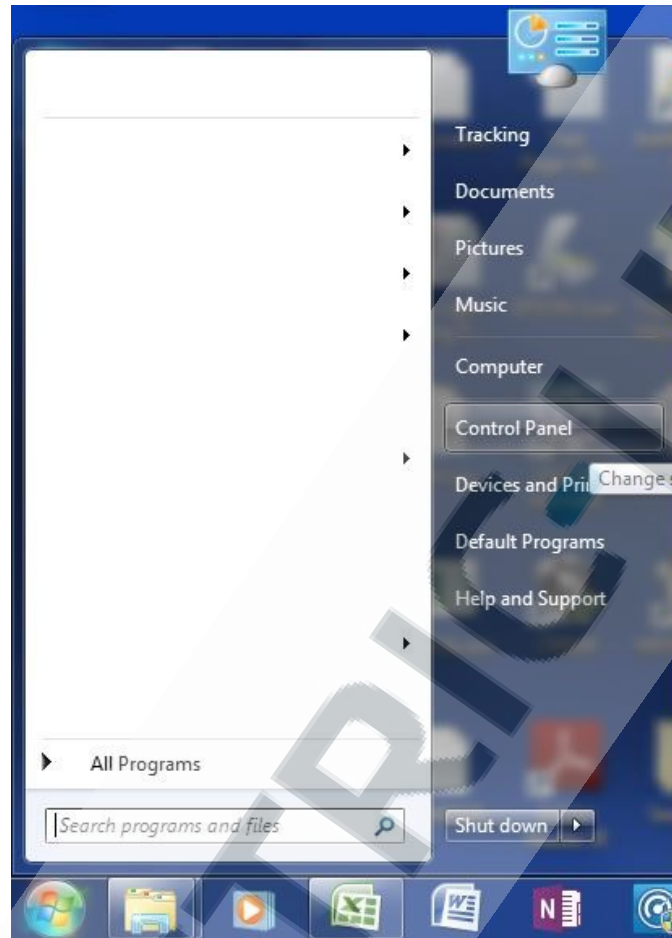 Tracking
Documents
Pictures
Music
Computer
Control Panel
Devices and Pri
Change
Default Programs
Help and Support
All Programs
Search programs and files
Shut down